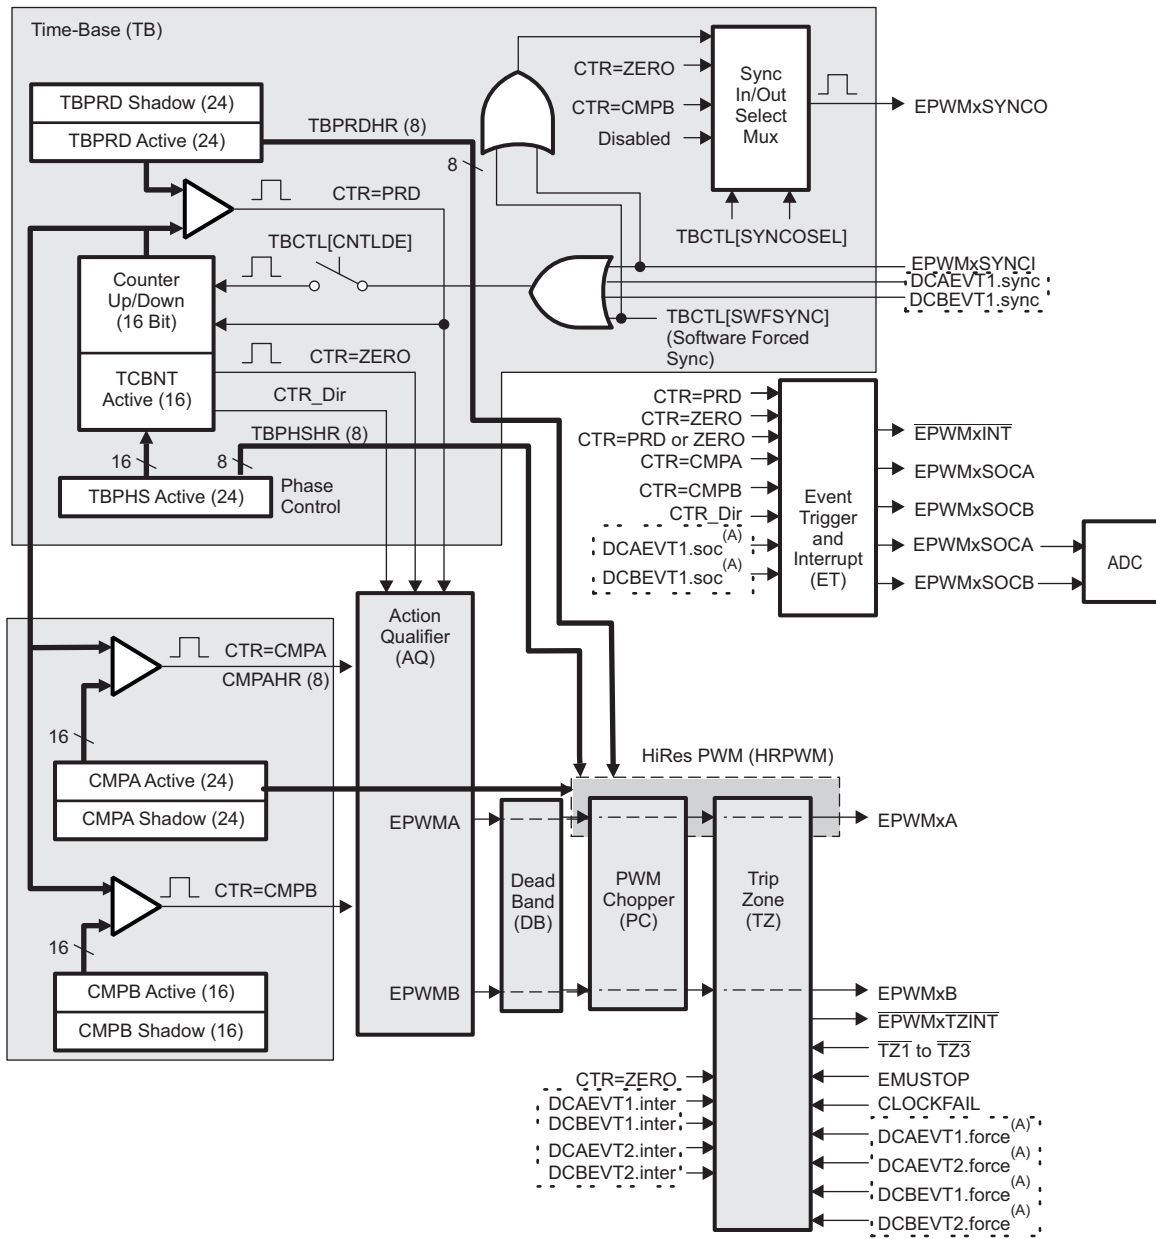 Time-Base (TB)
TBPRD Shadow (24)
TBPRD Active (24)
TBPRDHR (8)
8
CTR=PRD
TBCTL[CNTLDE]
Counter
Up/Down
(16 Bit)
TCBNT
Active (16)
CTR=ZERO
CTR_Dir
TBPHSHR (8)
16
8
TBPHS Active (24)
Phase
Control
CTR=ZERO
CTR=CMPB
Disabled
Sync
In/Out
Select
Mux
EPWMxSYNCO
TBCTL[SYNCOSEL]
EPWMxSYNCI
DCAEVT1.sync
DCBEVT1.sync
TBCTL[SWFSYNC]
(Software Forced
Sync)
CTR=PRD
CTR=ZERO
CTR=PRD or ZERO
CTR=CMPA
CTR=CMPB
CTR_Dir
DCAEVT1.soc(A)
DCBEVT1.soc(A)
Event
Trigger
and
Interrupt
(ET)
EPWMxINT
EPWMxSOCA
EPWMxSOCB
EPWMxSOCA
EPWMxSOCB
ADC
Action
Qualifier
(AQ)
CTR=CMPA
CMPAHR (8)
16
CMPA Active (24)
CMPA Shadow (24)
CTR=CMPB
16
CMPB Active (16)
CMPB Shadow (16)
EPWMA
EPWMB
HiRes PWM (HRPWM)
Dead
Band
(DB)
PWM
Chopper
(PC)
Trip
Zone
(TZ)
EPWMxA
EPWMxB
EPWMxTZINT
TZ1 to TZ3
EMUSTOP
CLOCKFAIL
DCAEVT1.force(A)
DCAEVT2.force(A)
DCBEVT1.force(A)
DCBEVT2.force(A)
CTR=ZERO
DCAEVT1.inter
DCBEVT1.inter
DCAEVT2.inter
DCBEVT2.inter